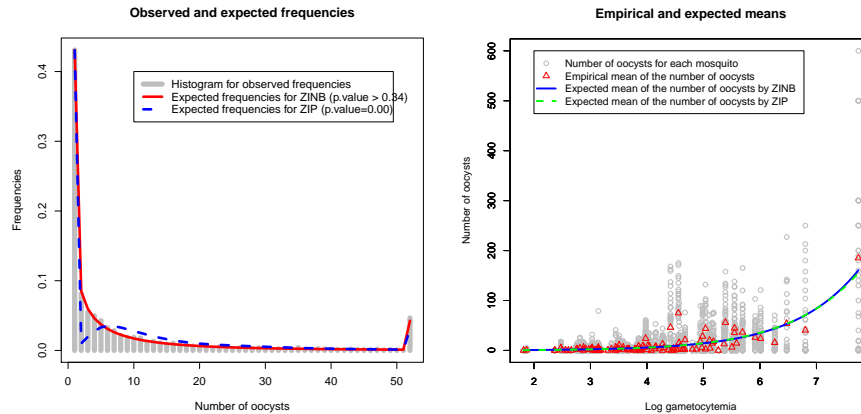 Observed and expected frequencies
Frequencies
0.4
0.3
0.2
0.1
0.0
Histogram for observed frequencies
Expected frequencies for ZINB (p.value > 0.34)
Expected frequencies for ZIP (p.value=0.00)
0 10 20 30 40 50
Number of oocysts
Empirical and expected means
Number of oocysts
600
500
400
300
200
100
0
Number of oocysts for each mosquito
Empirical mean of the number of oocysts
Expected mean of the number of oocysts by ZINB
Expected mean of the number of oocysts by ZIP
2 3 4 5 6 7
Log gametocytemia